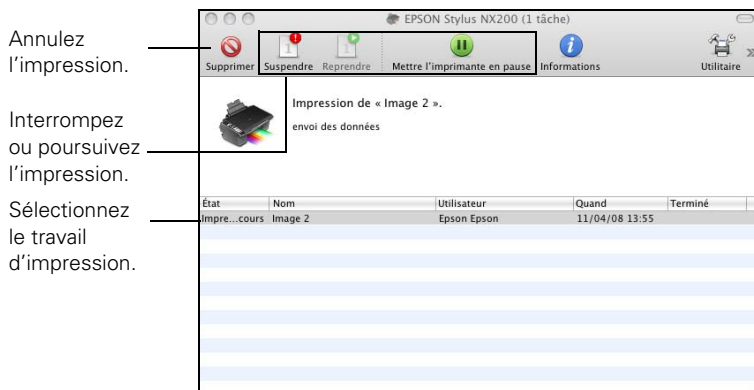 EPSON Stylus NX200 (1 tâche)
Annulez
l'impression.
Supprimer Suspendre Reprendre Mettre l'imprimante en pause Informations Utilitaire
Impression de « Image 2 ».
envoi des données
Interrompez
ou poursuivez
l'impression.
Sélectionnez
le travail
d'impression.
État Nom Utilisateur Quand Terminé
Impre...cours Image 2 Epson Epson 11/04/08 13:55